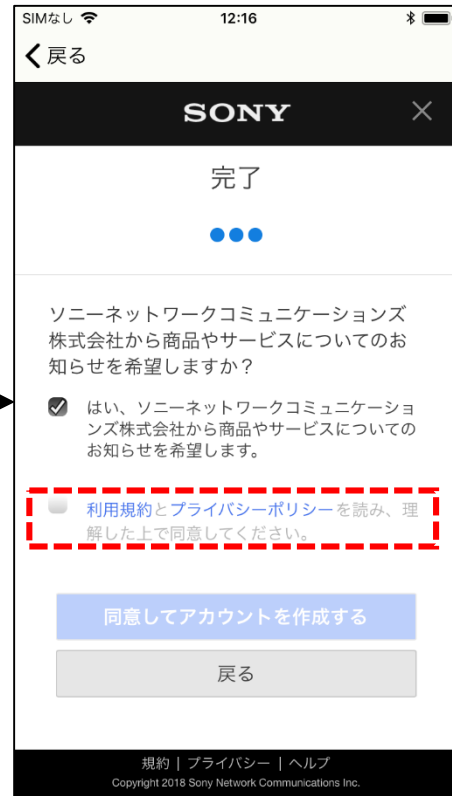 SIMなし 12:16
戻る
SONY
完了
ソニーネットワークコミュニケーションズ
株式会社から商品やサービスについてのお
知らせを希望しますか？
はい、ソニーネットワークコミュニケーショ
ンズ株式会社から商品やサービスについての
お知らせを希望します。
利用規約とプライバシーポリシーを読み、理
解した上で同意してください。
同意してアカウントを作成する
戻る
規約 | プライバシー | ヘルプ
Copyright 2018 Sony Network Communications Inc.